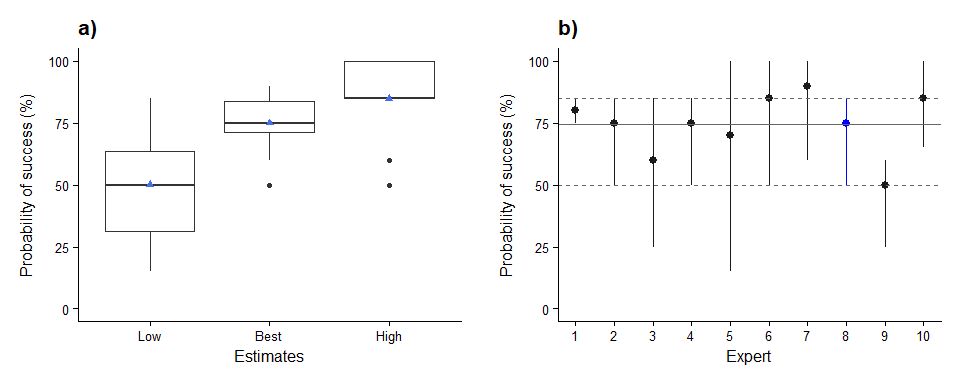 a)
Probability of success (%)
100
75
50
25
0
Low Best High
Estimates
b)
Probability of success (%)
100
75
50
25
0
1 2 3 4 5 6 7 8 9 10
Expert